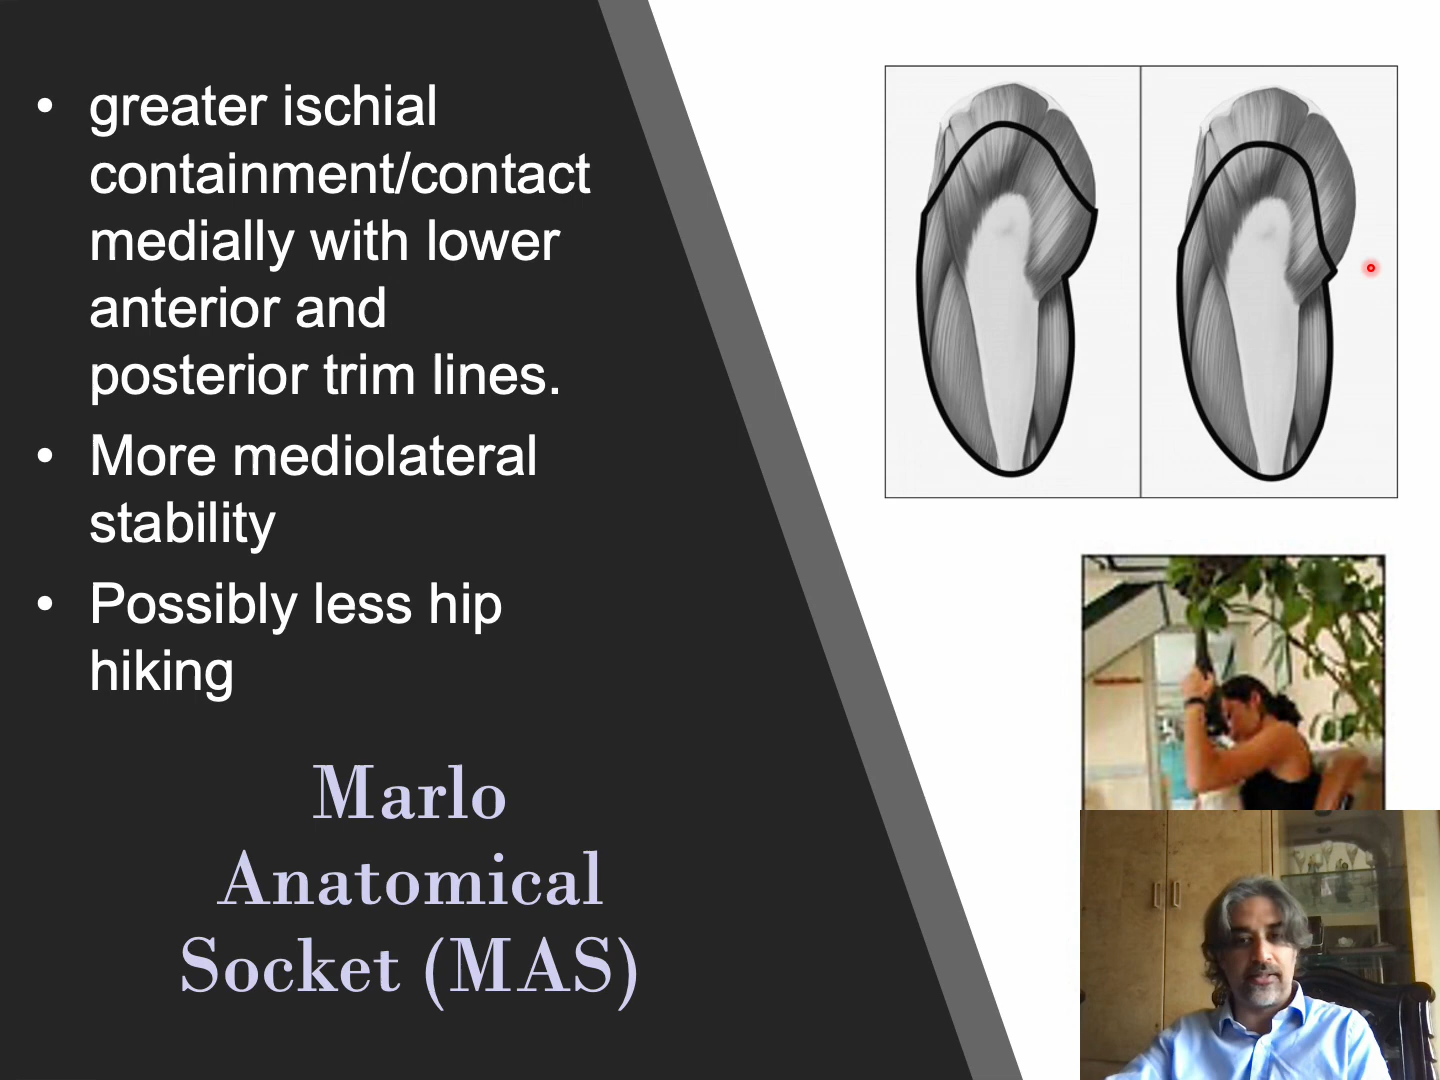 • greater ischial
containment/contact
medially with lower
anterior and
posterior trim lines.
• More mediolateral
stability
• Possibly less hip
hiking
Marlo
Anatomical
Socket (MAS)